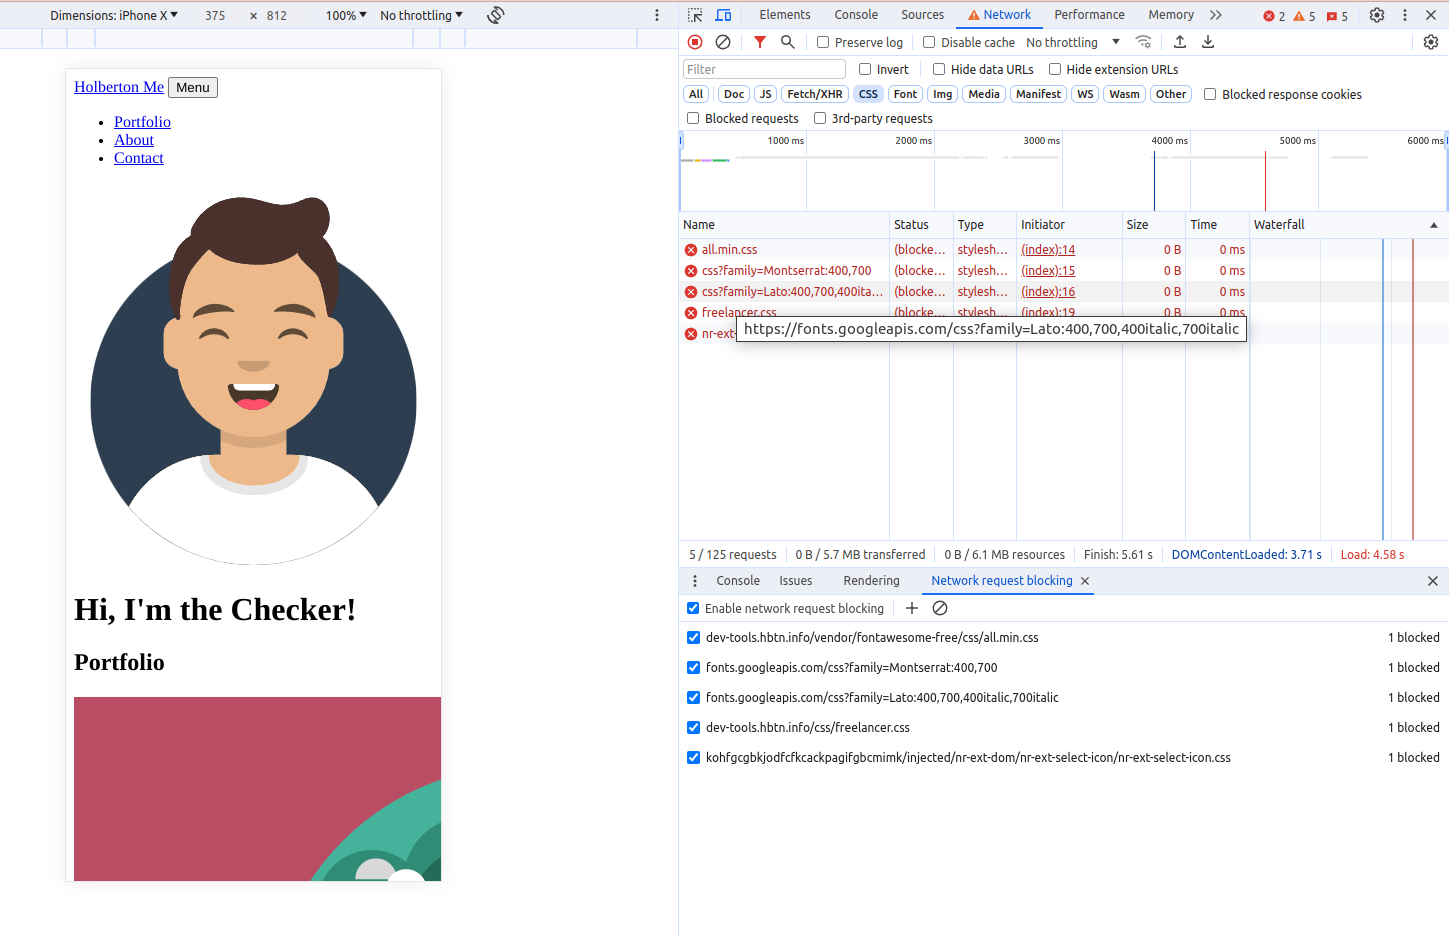 Dimensions: iPhone X 375 × 812 100% No throttling
Elements Console Sources Network Performance Memory 2 5 5
Preserve log Disable cache No throttling
Filter Invert Hide data URLs Hide extension URLs
All Doc JS Fetch/XHR CSS Font Img Media Manifest WS Wasm Other Blocked response cookies
Blocked requests 3rd-party requests
1000 ms 2000 ms 3000 ms 4000 ms 5000 ms 6000 ms
Name Status Type Initiator Size Time Waterfall
all.min.css (blocke... stylesh... (index):14 0 B 0 ms
css?family=Montserrat:400,700 (blocke... stylesh... (index):15 0 B 0 ms
css?family=Lato:400,700,400ita... (blocke... stylesh... (index):16 0 B 0 ms
freelancer.css (blocke... stylesh... (index):19 0 B 0 ms
nr-ext-
https://fonts.googleapis.com/css?family=Lato:400,700,400italic,700italic
5 / 125 requests 0 B / 5.7 MB transferred 0 B / 6.1 MB resources Finish: 5.61 s DOMContentLoaded: 3.71 s Load: 4.58 s
Console Issues Rendering Network request blocking
Enable network request blocking
dev-tools.hbtn.info/vendor/fontawesome-free/css/all.min.css 1 blocked
fonts.googleapis.com/css?family=Montserrat:400,700 1 blocked
fonts.googleapis.com/css?family=Lato:400,700,400italic,700italic 1 blocked
dev-tools.hbtn.info/css/freelancer.css 1 blocked
kohfgcgbkjodfcfkcackpagifgbcmimk/injected/nr-ext-dom/nr-ext-select-icon/nr-ext-select-icon.css 1 blocked
Holberton Me Menu
Portfolio
About
Contact
Hi, I'm the Checker!
Portfolio